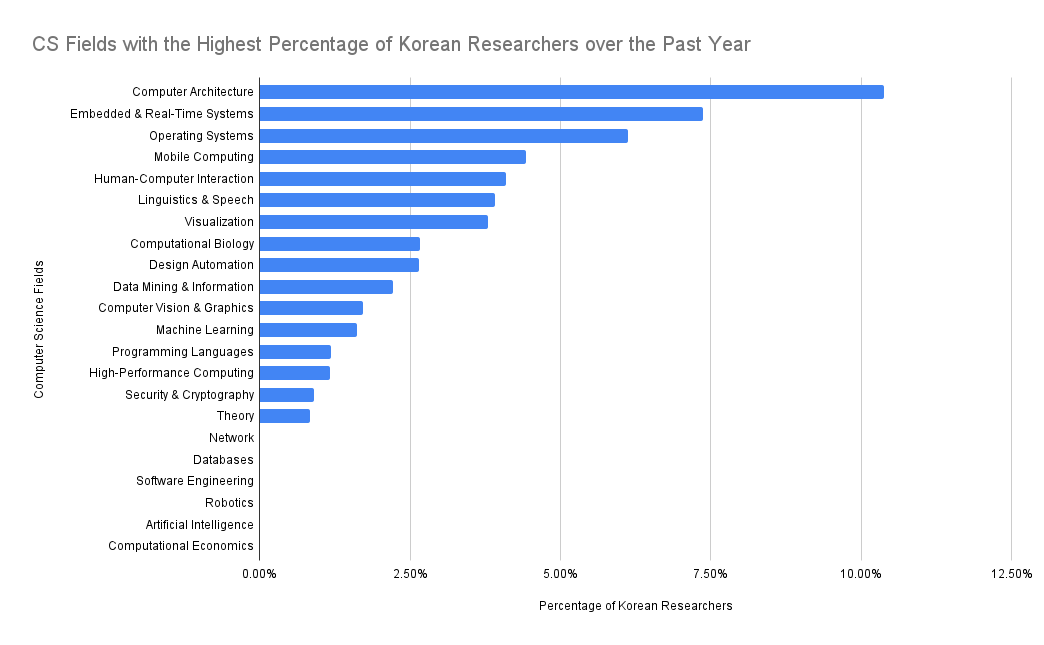 CS Fields with the Highest Percentage of Korean Researchers over the Past Year
Computer Architecture
Embedded & Real-Time Systems
Operating Systems
Mobile Computing
Human-Computer Interaction
Linguistics & Speech
Visualization
Computational Biology
Design Automation
Data Mining & Information
Computer Vision & Graphics
Machine Learning
Programming Languages
High-Performance Computing
Security & Cryptography
Theory
Network
Databases
Software Engineering
Robotics
Artificial Intelligence
Computational Economics
Computer Science Fields
0.00% 2.50% 5.00% 7.50% 10.00% 12.50%
Percentage of Korean Researchers